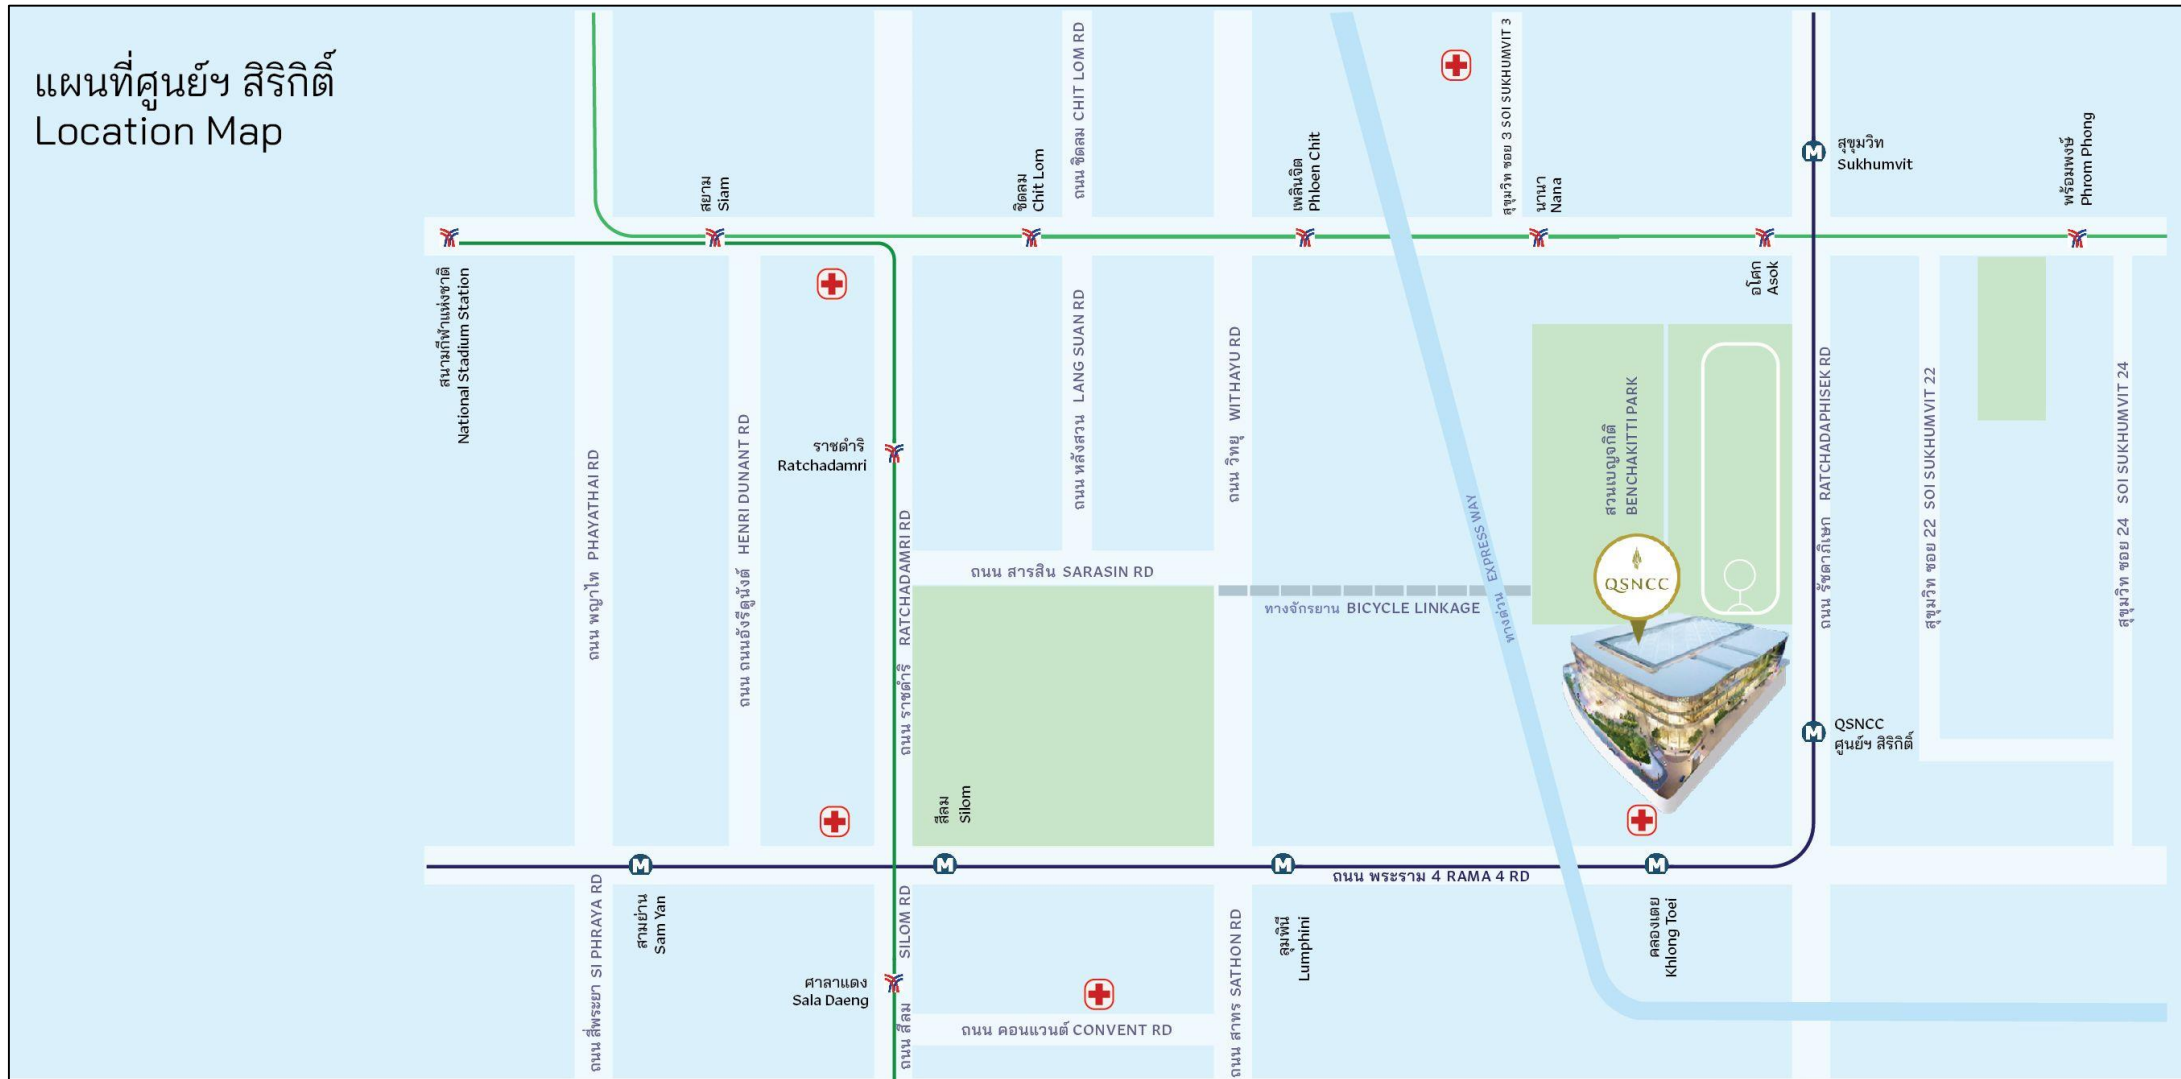 แผนที่ศูนย์ฯ สิริกิติ์
Location Map
สนามกีฬาแห่งชาติ
National Stadium Station
สยาม
Siam
ชิดลม
Chit Lom
ถนน ชิดลม CHIT LOM RD
เพลินจิต
Phloen Chit
สุขุมวิท ซอย 3 SOI SUKHUMVIT 3
นานา
Nana
สุขุมวิท
Sukhumvit
อโศก
Asok
พร้อมพงษ์
Phrom Phong
ถนน พญาไท PHAYATHAI RD
ถนน ถนนอังรีดูนังต์ HENRI DUNANT RD
ราชดำริ
Ratchadamri
ถนน ราชดำริ RATCHADAMRI RD
ถนน หลังสวน LANG SUAN RD
ถนน วิทยุ WITHAYU RD
ถนน สารสิน SARASIN RD
ทางจักรยาน BICYCLE LINKAGE
ทางด่วน EXPRESS WAY
สวนเบญจกิติ
BENCHAKITTI PARK
QSNCC
ถนน รัชดาภิเษก RATCHADAPHISEK RD
สุขุมวิท ซอย 22 SOI SUKHUMVIT 22
สุขุมวิท ซอย 24 SOI SUKHUMVIT 24
QSNCC
ศูนย์ฯ สิริกิติ์
สีลม
Silom
ถนน พระราม 4 RAMA 4 RD
ถนน สี่พระยา SI PHRAYA RD
สามย่าน
Sam Yan
ศาลาแดง
Sala Daeng
ถนน สีลม SILOM RD
ถนน คอนแวนต์ CONVENT RD
ถนน สาทร SATHON RD
ลุมพินี
Lumphini
คลองเตย
Khlong Toei